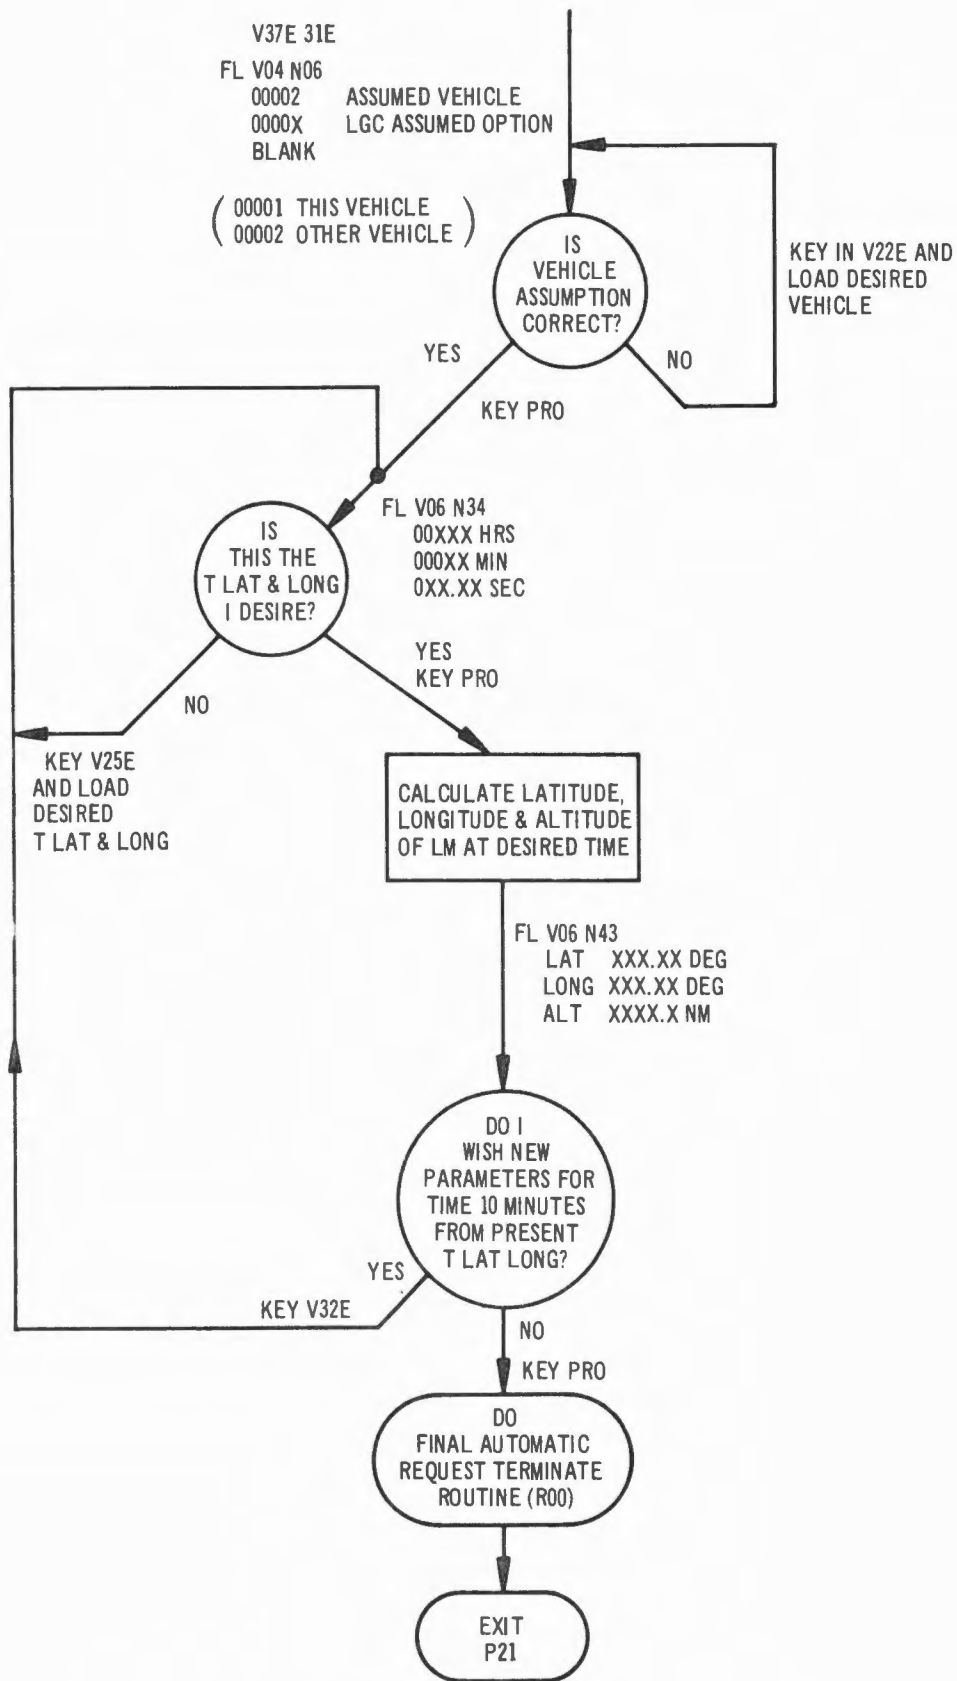 V37E 31E
FL V04 N06
00002 ASSUMED VEHICLE
0000X LGC ASSUMED OPTION
BLANK
(00001 THIS VEHICLE
00002 OTHER VEHICLE)
IS
VEHICLE
ASSUMPTION
CORRECT?
KEY IN V22E AND
LOAD DESIRED
VEHICLE
YES
NO
KEY PRO
FL V06 N34
00XXX HRS
000XX MIN
0XX.XX SEC
IS
THIS THE
T LAT & LONG
I DESIRE?
YES
KEY PRO
NO
KEY V25E
AND LOAD
DESIRED
T LAT & LONG
CALCULATE LATITUDE,
LONGITUDE & ALTITUDE
OF LM AT DESIRED TIME
FL V06 N43
LAT XXX.XX DEG
LONG XXX.XX DEG
ALT XXXX.X NM
DO I
WISH NEW
PARAMETERS FOR
TIME 10 MINUTES
FROM PRESENT
T LAT LONG?
YES
KEY V32E
NO
KEY PRO
DO
FINAL AUTOMATIC
REQUEST TERMINATE
ROUTINE (R00)
EXIT
P21